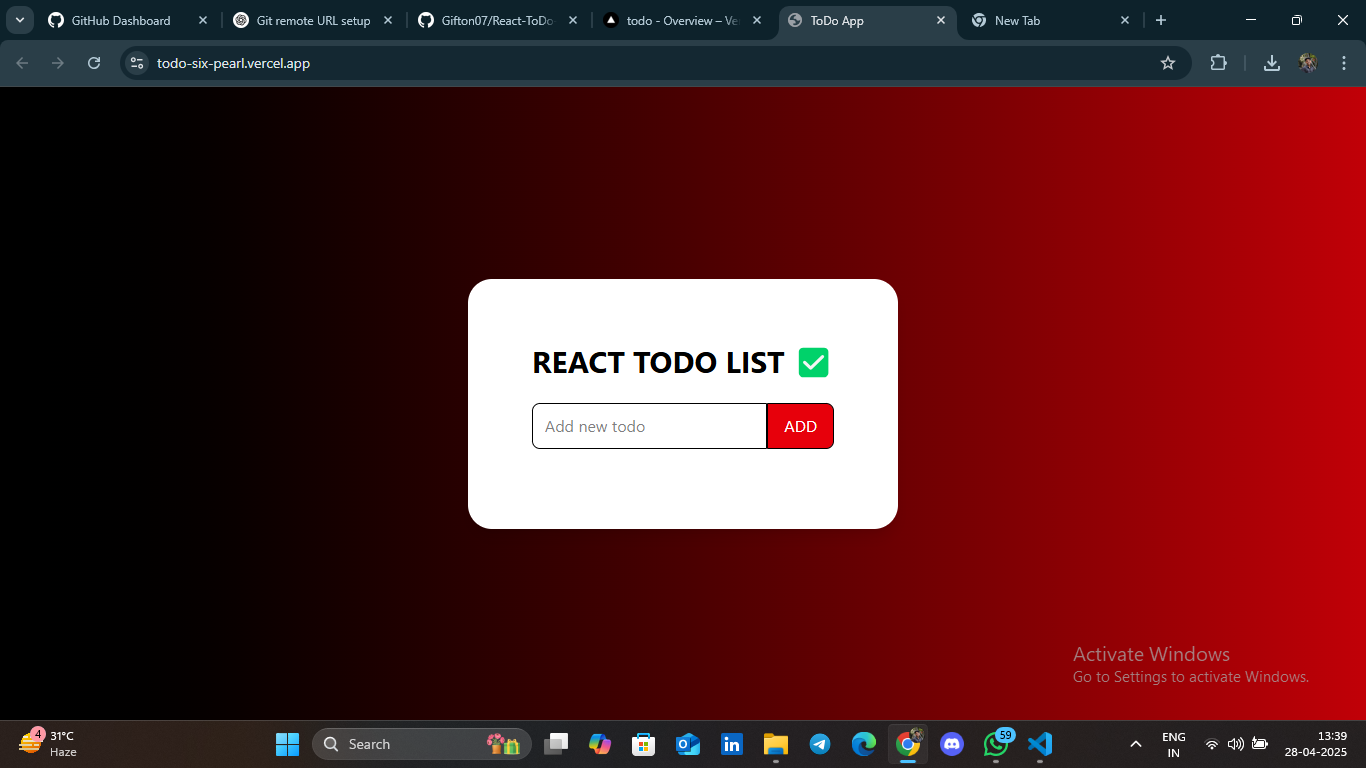 GitHub Dashboard
Git remote URL setup
Gifton07/React-ToDo-
todo - Overview – Ve
ToDo App
New Tab
todo-six-pearl.vercel.app
REACT TODO LIST ✅
Add new todo
ADD
Activate Windows
Go to Settings to activate Windows.
4
31°C
Haze
Search
59
ENG
IN
13:39
28-04-2025